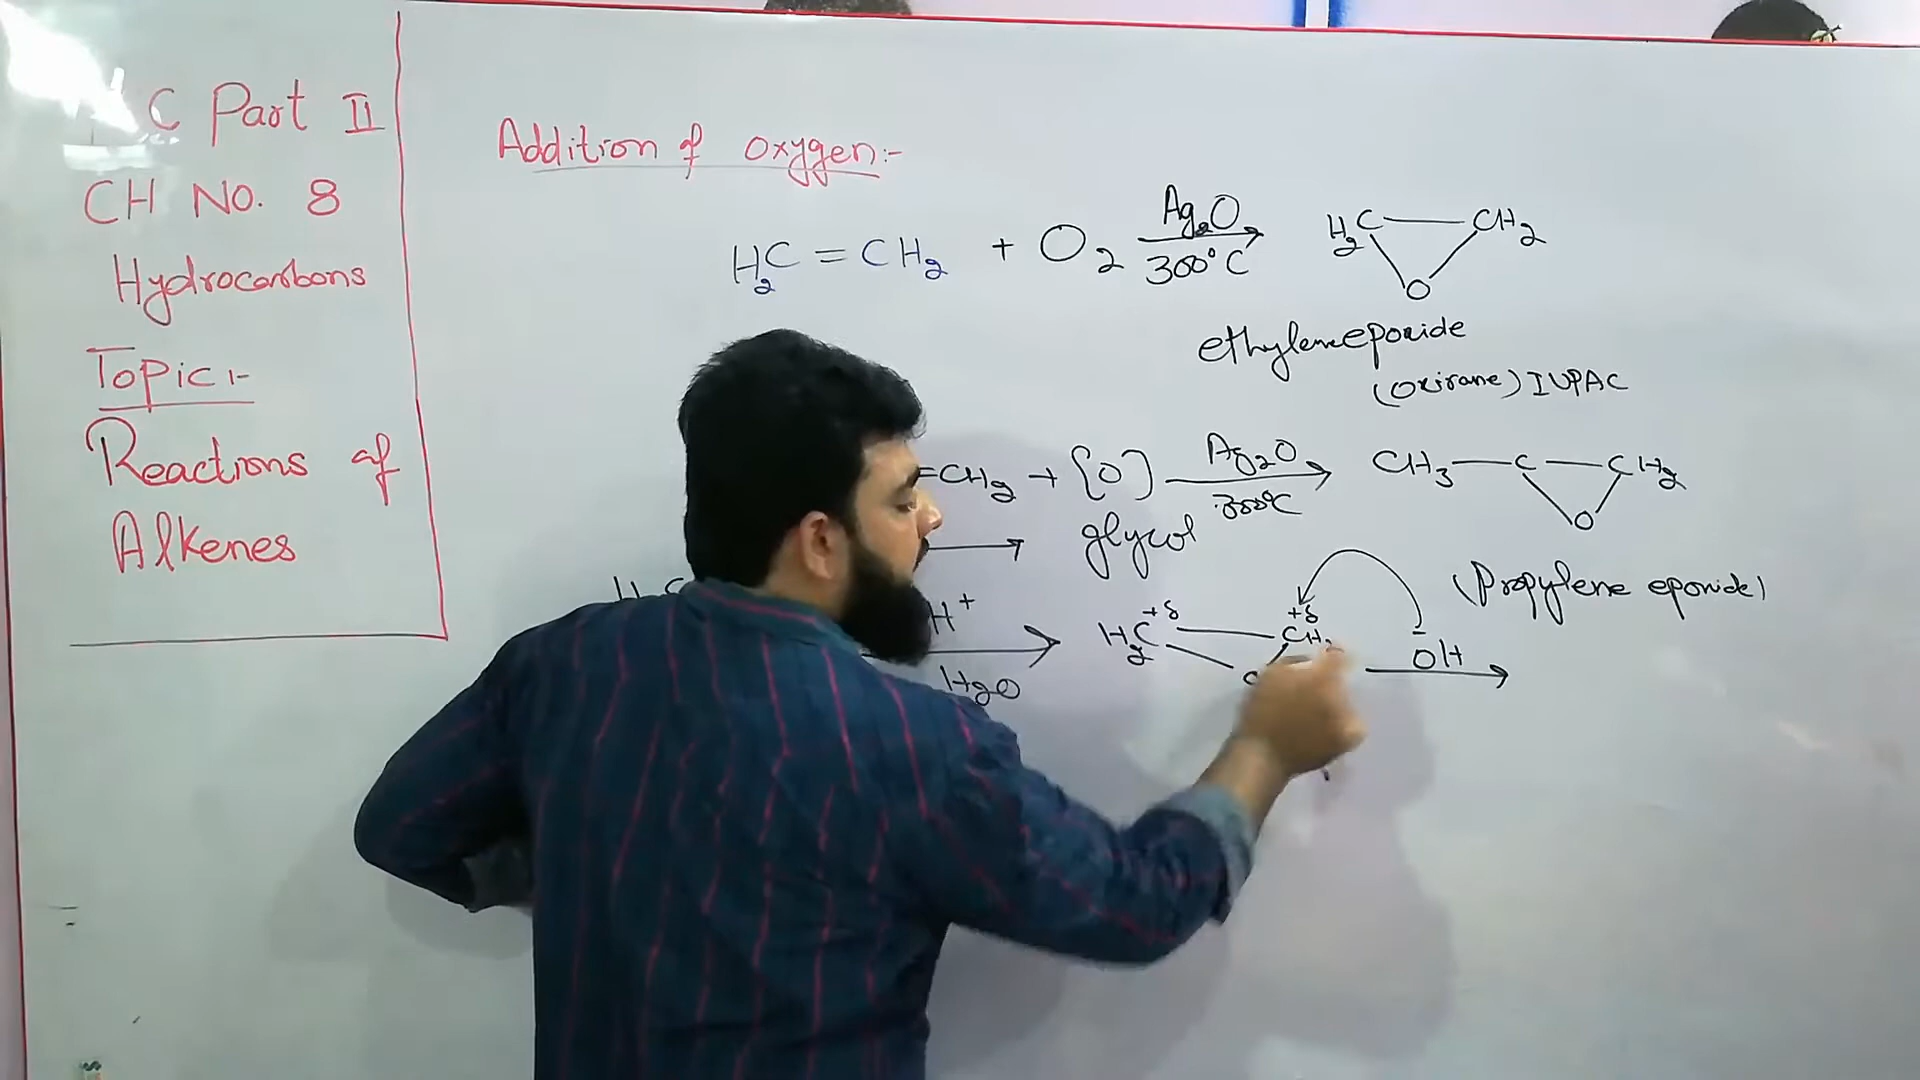 C Part II
CH NO. 8
Hydrocarbons
Topic:-
Reactions of
Alkenes
Addition of oxygen:-
H2C = CH2 + O2 Ag2O 300°C H2C CH2 O
ethyleneepoxide
(oxirane) IUPAC
=CH2 + [O] Ag2O 300°C CH3 — C — CH2 O
glycol
(Propylene epoxide)
H+ H2O H2C +δ CH2 +δ -OH